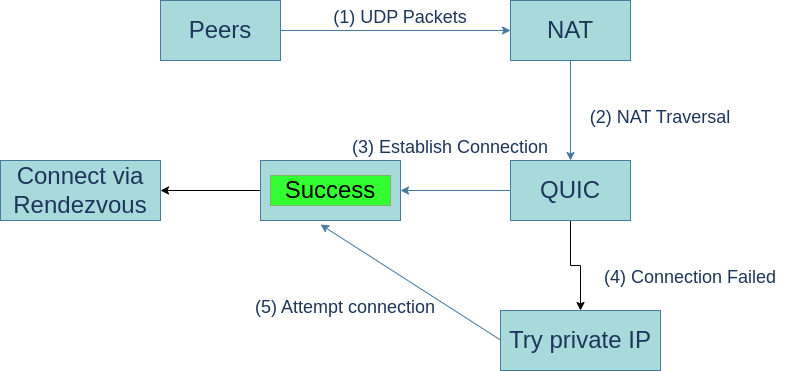 (1) UDP Packets
Peers
NAT
(2) NAT Traversal
(3) Establish Connection
Connect via
Rendezvous
Success
QUIC
(4) Connection Failed
(5) Attempt connection
Try private IP